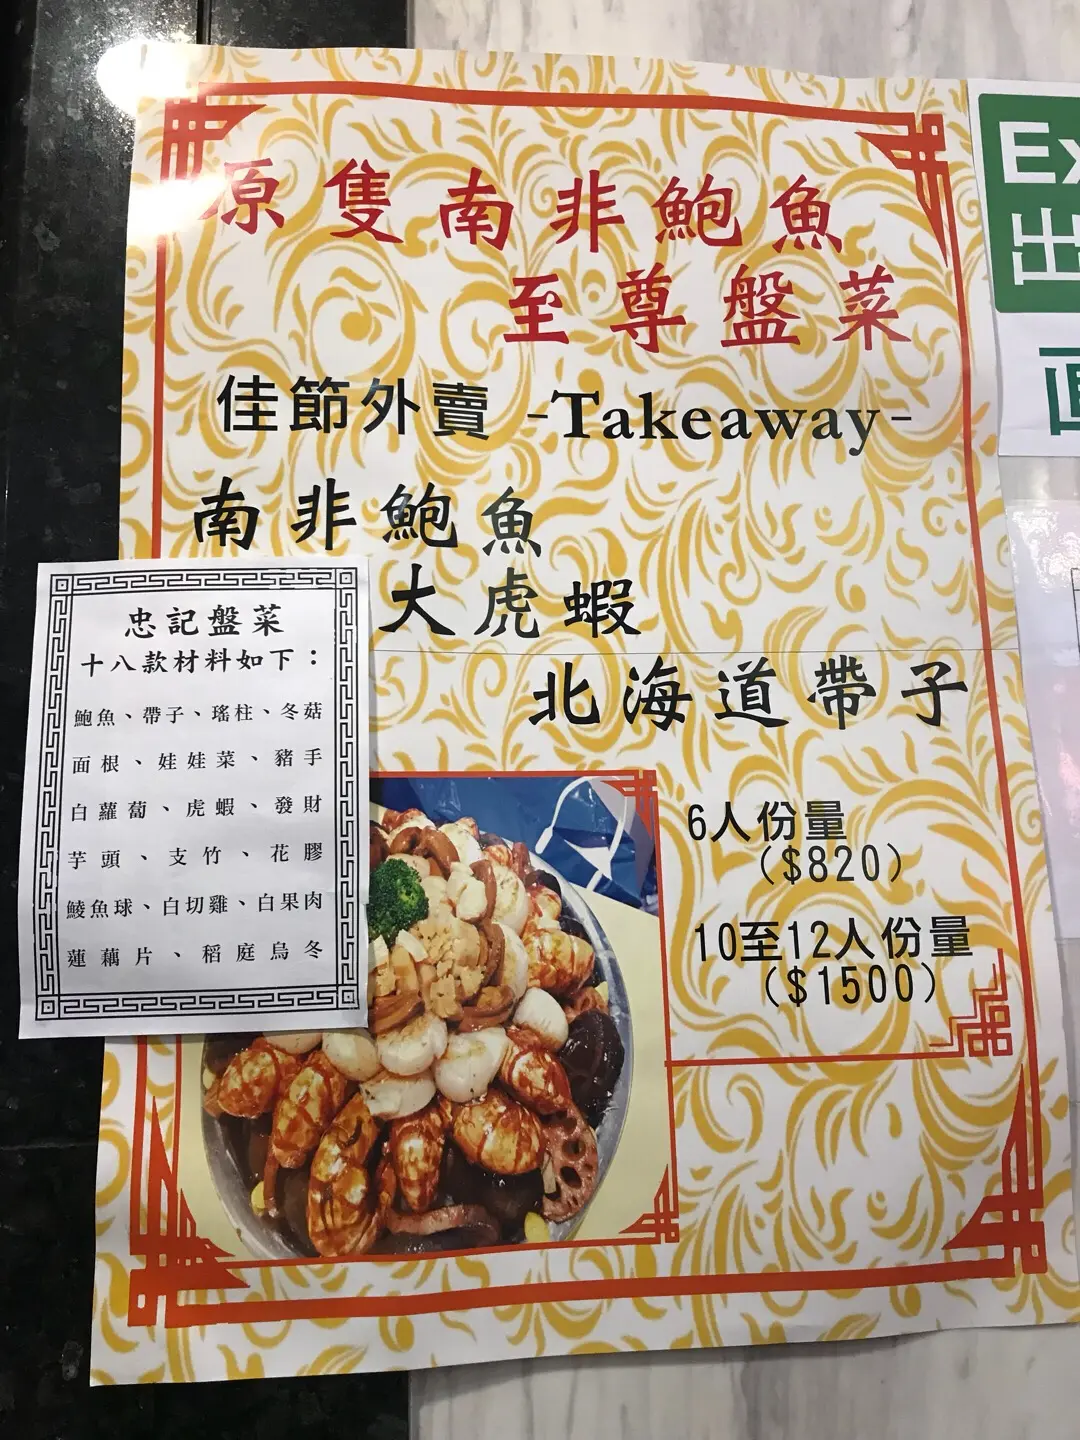 原隻南非鮑魚
至尊盤菜
佳節外賣 -Takeaway-
南非鮑魚
大虎蝦
北海道帶子
6人份量
($820)
10至12人份量
($1500)
忠記盤菜
十八款材料如下：
鮑魚、帶子、瑤柱、冬菇
面根、娃娃菜、豬手
白蘿蔔、虎蝦、發財
芋頭、支竹、花膠
鯪魚球、白切雞、白果肉
蓮藕片、稻庭烏冬
Ex
出